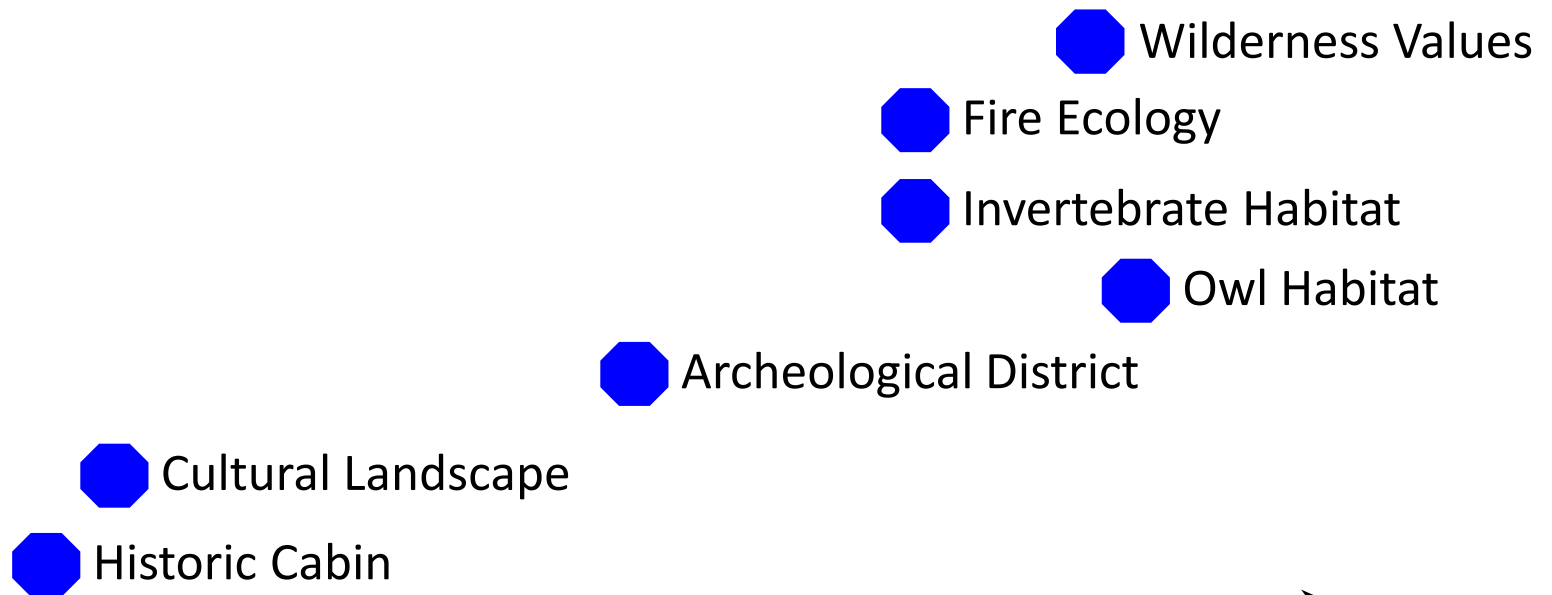 Wilderness Values
Fire Ecology
Invertebrate Habitat
Owl Habitat
Archeological District
Cultural Landscape
Historic Cabin